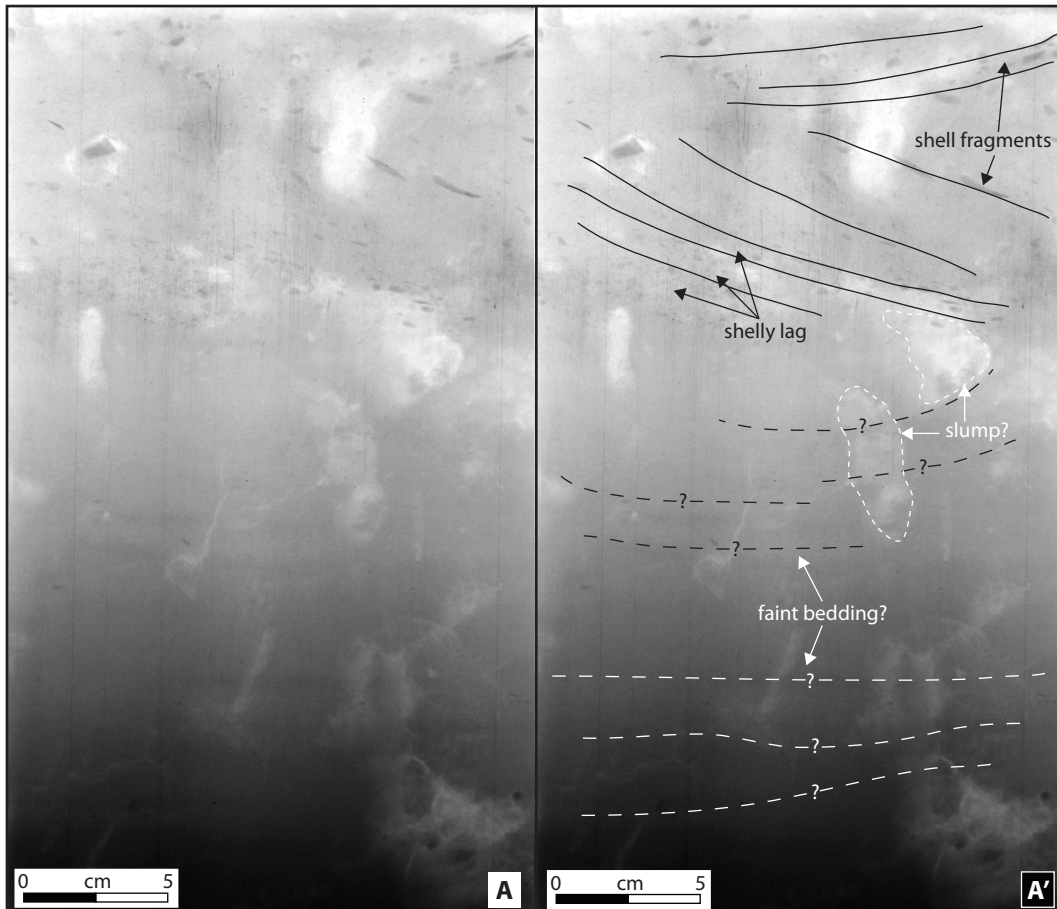 shell fragments
shelly lag
?
slump?
?
?
?
faint bedding?
?
?
?
0 cm 5
A
0 cm 5
A′